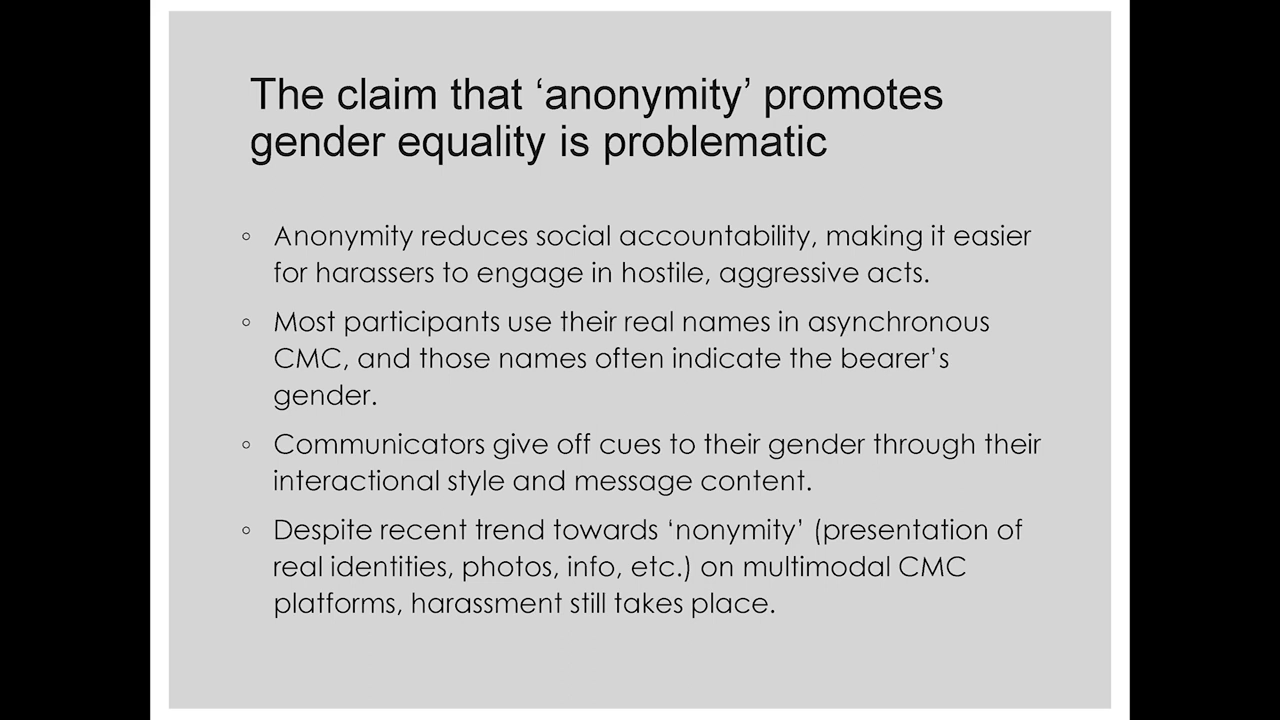 The claim that ‘anonymity’ promotes
gender equality is problematic
◦ Anonymity reduces social accountability, making it easier
for harassers to engage in hostile, aggressive acts.
◦ Most participants use their real names in asynchronous
CMC, and those names often indicate the bearer’s
gender.
◦ Communicators give off cues to their gender through their
interactional style and message content.
◦ Despite recent trend towards ‘nonymity’ (presentation of
real identities, photos, info, etc.) on multimodal CMC
platforms, harassment still takes place.